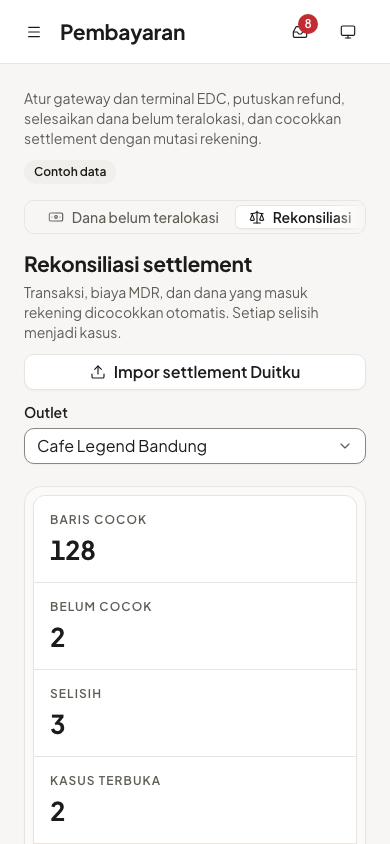 Pembayaran
8
Atur gateway dan terminal EDC, putuskan refund,
selesaikan dana belum teralokasi, dan cocokkan
settlement dengan mutasi rekening.
Contoh data
Dana belum teralokasi
Rekonsiliasi
Rekonsiliasi settlement
Transaksi, biaya MDR, dan dana yang masuk
rekening dicocokkan otomatis. Setiap selisih
menjadi kasus.
Impor settlement Duitku
Outlet
Cafe Legend Bandung
BARIS COCOK
128
BELUM COCOK
2
SELISIH
3
KASUS TERBUKA
2